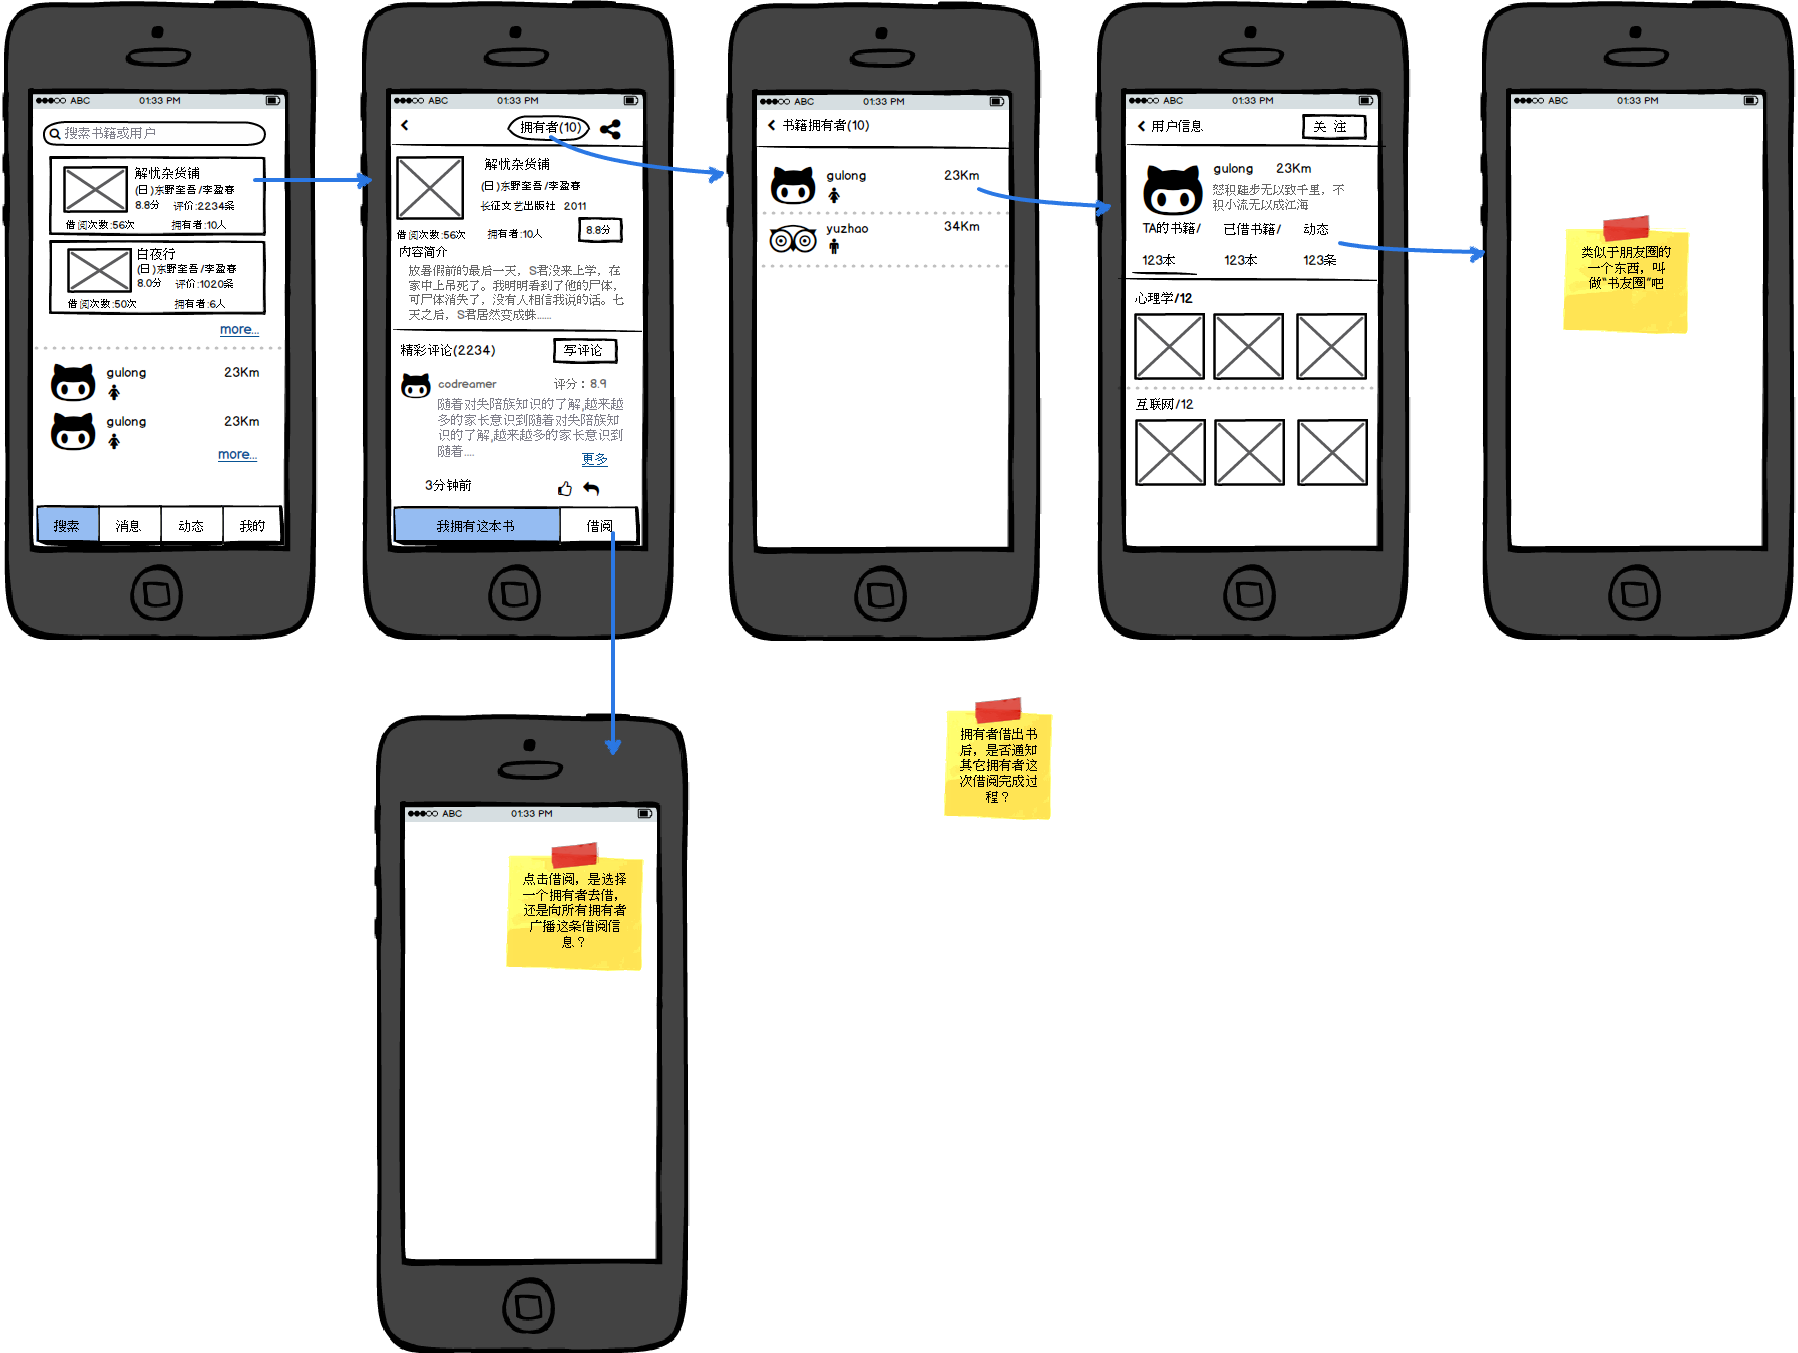 ABC 01:33 PM
搜索书籍或用户
解忧杂货铺
(日)东野奎吾/李盈春
8.8分 评价:2234条
借阅次数:56次 拥有者:10人
白夜行
(日)东野奎吾/李盈春
8.0分 评价:1020条
借阅次数:50次 拥有者:6人
more...
gulong 23Km
gulong 23Km
more...
搜索 消息 动态 我的
ABC 01:33 PM
拥有者(10)
解忧杂货铺
(日)东野奎吾/李盈春
长征文艺出版社 2011
借阅次数:56次 拥有者:10人 8.8分
内容简介
放暑假前的最后一天，S君没来上学，在
家中上吊死了。我明明看到了他的尸体，
可尸体消失了，没有人相信我说的话。七
天之后，S君居然变成蛛......
精彩评论(2234) 写评论
codreamer 评分：8.9
随着对失陪族知识的了解,越来越
多的家长意识到随着对失陪族知
识的了解,越来越多的家长意识到
随着....
更多
3分钟前
我拥有这本书 借阅
ABC 01:33 PM
书籍拥有者(10)
gulong 23Km
yuzhao 34Km
ABC 01:33 PM
用户信息 关 注
gulong 23Km
怒积跬步无以致千里，不
积小流无以成江海
TA的书籍/ 已借书籍/ 动态
123本 123本 123条
心理学/12
互联网/12
ABC 01:33 PM
类似于朋友圈的
一个东西，叫
做“书友圈”吧
拥有者借出书
后，是否通知
其它拥有者这
次借阅完成过
程？
ABC 01:33 PM
点击借阅，是选择
一个拥有者去借，
还是向所有拥有者
广播这条借阅信
息？